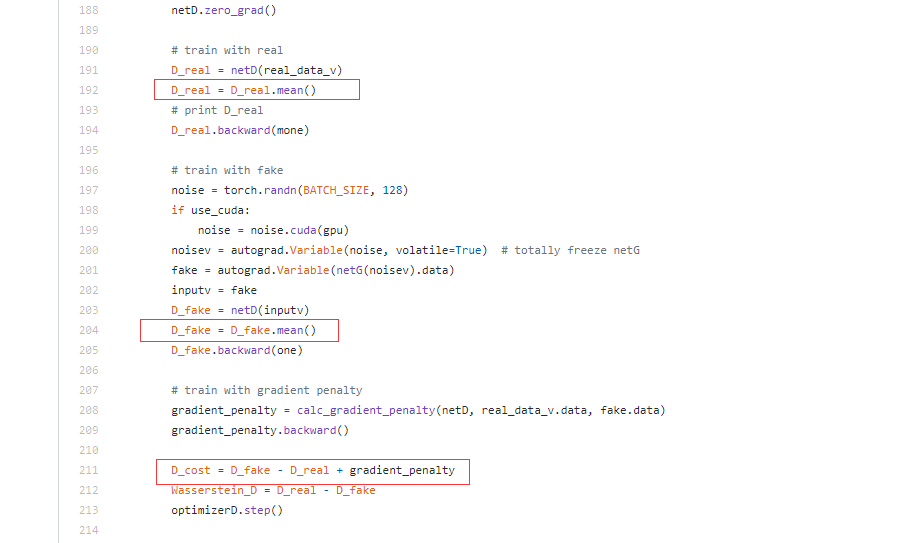 188 netD.zero_grad()
189
190 # train with real
191 D_real = netD(real_data_v)
192 D_real = D_real.mean()
193 # print D_real
194 D_real.backward(mone)
195
196 # train with fake
197 noise = torch.randn(BATCH_SIZE, 128)
198 if use_cuda:
199 noise = noise.cuda(gpu)
200 noisev = autograd.Variable(noise, volatile=True)  # totally freeze netG
201 fake = autograd.Variable(netG(noisev).data)
202 inputv = fake
203 D_fake = netD(inputv)
204 D_fake = D_fake.mean()
205 D_fake.backward(one)
206
207 # train with gradient penalty
208 gradient_penalty = calc_gradient_penalty(netD, real_data_v.data, fake.data)
209 gradient_penalty.backward()
210
211 D_cost = D_fake - D_real + gradient_penalty
212 Wasserstein_D = D_real - D_fake
213 optimizerD.step()
214